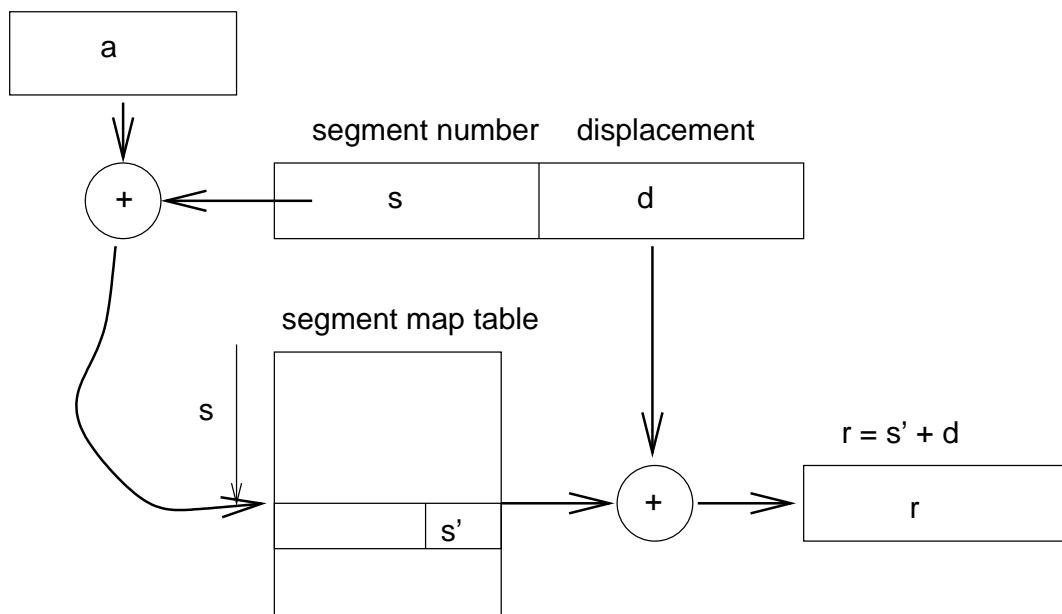 a
segment number displacement
+ s d
segment map table
s
r = s’ + d
s’ + r